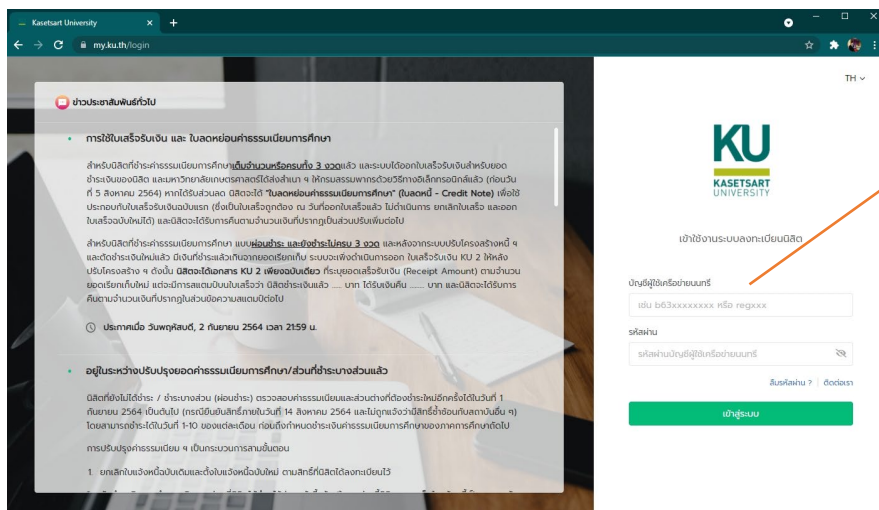 Kasetsart University
my.ku.th/login
TH
ข่าวประชาสัมพันธ์ทั่วไป
การใช้ใบเสร็จรับเงิน และ ใบลดหย่อนค่าธรรมเนียมการศึกษา
สำหรับนิสิตที่ชำระค่าธรรมเนียมการศึกษาเต็มจำนวนหรือครบทั้ง 3 งวดแล้ว และระบบได้ออกใบเสร็จรับเงินสำหรับยอด
ชำระเงินของนิสิต และมหาวิทยาลัยเกษตรศาสตร์ได้ส่งสำเนา ฯ ให้กรมสรรพากรด้วยวิธีทางอิเล็กทรอนิกส์แล้ว (ก่อนวัน
ที่ 5 สิงหาคม 2564) หากได้รับส่วนลด นิสิตจะได้ "ใบลดหย่อนค่าธรรมเนียมการศึกษา" (ใบลดหนี้ - Credit Note) เพื่อใช้
ประกอบกับใบเสร็จรับเงินฉบับแรก (ซึ่งเป็นใบเสร็จถูกต้อง ณ วันที่ออกใบเสร็จแล้ว ไม่ดำเนินการ ยกเลิกใบเสร็จ และออก
ใบเสร็จฉบับใหม่ได้) และนิสิตจะได้รับการคืนตามจำนวนเงินที่ปรากฏเป็นส่วนปรับเพิ่มต่อไป
สำหรับนิสิตที่ชำระค่าธรรมเนียมการศึกษา แบบผ่อนชำระ และยังชำระไม่ครบ 3 งวด และหลังจากระบบปรับโครงสร้างหนี้ ฯ
และตัดชำระเงินใหม่แล้ว มีเงินที่ชำระแล้วเกินจากยอดเรียกเก็บ ระบบจะเพิ่งดำเนินการออก ใบเสร็จรับเงิน KU 2 ให้หลัง
ปรับโครงสร้าง ฯ ดังนั้น นิสิตจะได้เอกสาร KU 2 เพียงฉบับเดียว ที่ระบุยอดเสร็จรับเงิน (Receipt Amount) ตามจำนวน
ยอดเรียกเก็บใหม่ แต่จะมีการสแตมป์บนใบเสร็จว่า นิสิตชำระเงินแล้ว ..... บาท ได้รับเงินคืน ....... บาท และนิสิตจะได้รับการ
คืนตามจำนวนเงินที่ปรากฏในส่วนข้อความสแตมป์ต่อไป
ประกาศเมื่อ วันพฤหัสบดี, 2 กันยายน 2564 เวลา 21:59 น.
อยู่ในระหว่างปรับปรุงยอดค่าธรรมเนียมการศึกษา/ส่วนที่ชำระบางส่วนแล้ว
นิสิตที่ยังไม่ได้ชำระ / ชำระบางส่วน (ผ่อนชำระ) ตรวจสอบค่าธรรมเนียมและส่วนต่างที่ต้องชำระใหม่อีกครั้งได้ในวันที่ 1
กันยายน 2564 เป็นต้นไป (กรณียืนยันสิทธิ์ภายในวันที่ 14 สิงหาคม 2564 และไม่ถูกแจ้งว่ามีสิทธิ์ซ้ำซ้อนกับสถาบันอื่น ๆ)
โดยสามารถชำระได้ในวันที่ 1-10 ของแต่ละเดือน ก่อนถึงกำหนดชำระเงินค่าธรรมเนียมการศึกษาของภาคการศึกษาถัดไป
การปรับปรุงค่าธรรมเนียม ฯ เป็นกระบวนการสามขั้นตอน
1. ยกเลิกใบแจ้งหนี้ฉบับเดิมและตั้งใบแจ้งหนี้ฉบับใหม่ ตามสิทธิ์ที่นิสิตได้ลงทะเบียนไว้
KU
KASETSART
UNIVERSITY
เข้าใช้งานระบบลงทะเบียนนิสิต
บัญชีผู้ใช้เครือข่ายนนทรี
เช่น b63xxxxxxxx หรือ regxxx
รหัสผ่าน
รหัสผ่านบัญชีผู้ใช้เครือข่ายนนทรี
ลืมรหัสผ่าน ? | ติดต่อเรา
เข้าสู่ระบบ